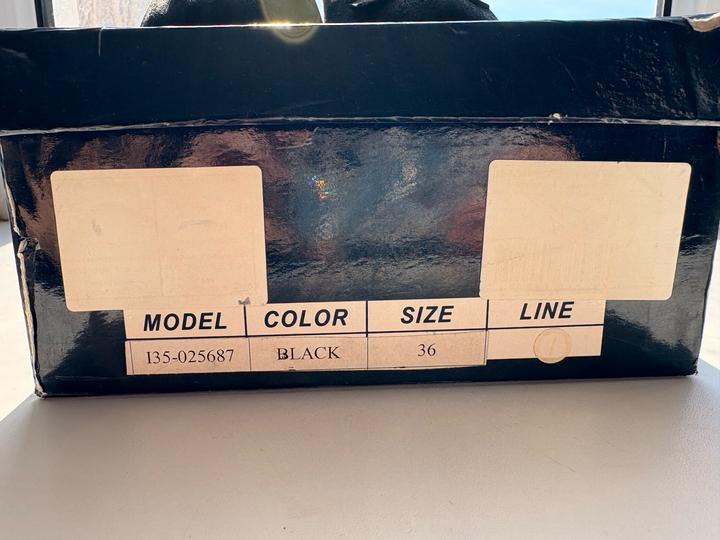 MODEL COLOR SIZE LINE
I35-025687 BLACK 36